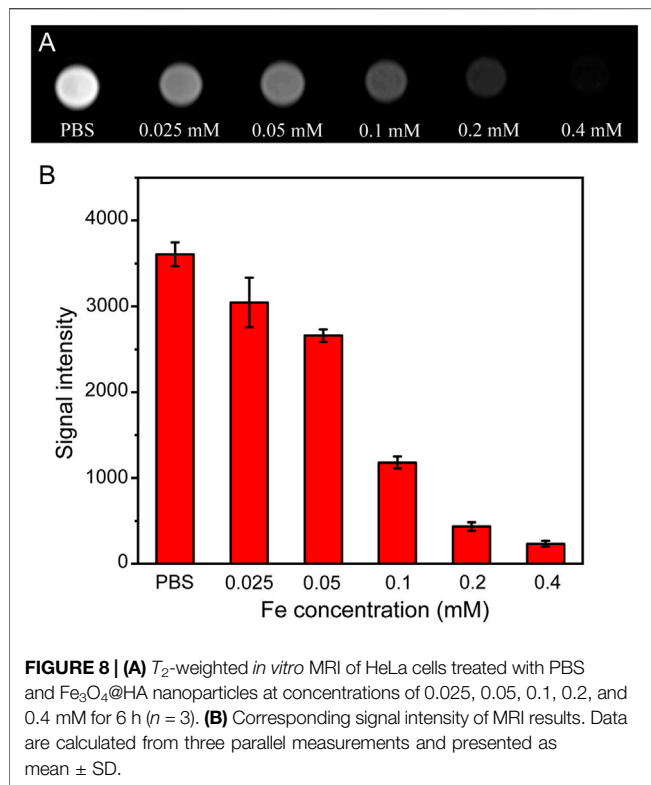 A
PBS 0.025 mM 0.05 mM 0.1 mM 0.2 mM 0.4 mM
B
4000
3000
2000
1000
0
Signal intensity
PBS 0.025 0.05 0.1 0.2 0.4
Fe concentration (mM)
FIGURE 8 | (A) T₂-weighted in vitro MRI of HeLa cells treated with PBS
and Fe₃O₄@HA nanoparticles at concentrations of 0.025, 0.05, 0.1, 0.2, and
0.4 mM for 6 h (n = 3). (B) Corresponding signal intensity of MRI results. Data
are calculated from three parallel measurements and presented as
mean ± SD.